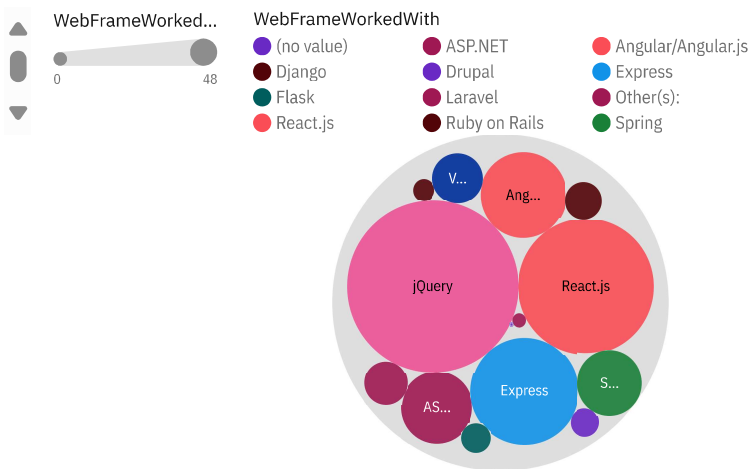 WebFrameWorked...
0 48
WebFrameWorkedWith
(no value) ASP.NET Angular/Angular.js
Django Drupal Express
Flask Laravel Other(s):
React.js Ruby on Rails Spring
V...
Ang...
jQuery React.js
Express S...
AS...